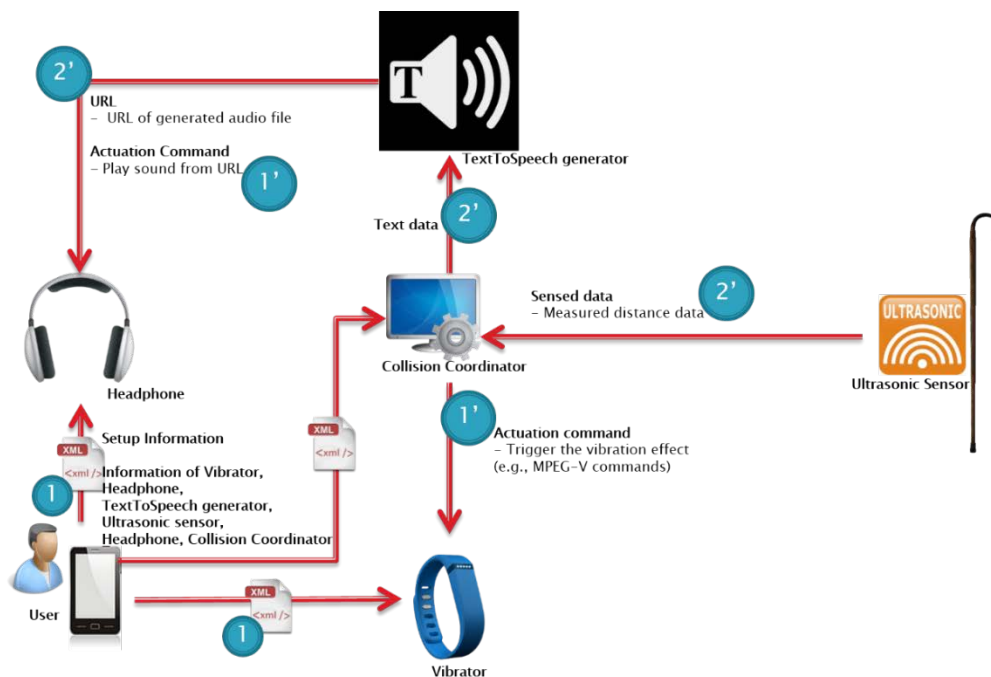 2’
URL
– URL of generated audio file
Actuation Command
– Play sound from URL
1’
T
TextToSpeech generator
Text data
2’
Sensed data
– Measured distance data
2’
ULTRASONIC
Ultrasonic Sensor
Collision Coordinator
Headphone
1’
Actuation command
– Trigger the vibration effect
(e.g., MPEG-V commands)
XML
<xml />
Setup Information
Information of Vibrator,
Headphone,
TextToSpeech generator,
Ultrasonic sensor,
Headphone, Collision Coordinator
XML
<xml />
1
User
XML
<xml />
1
Vibrator